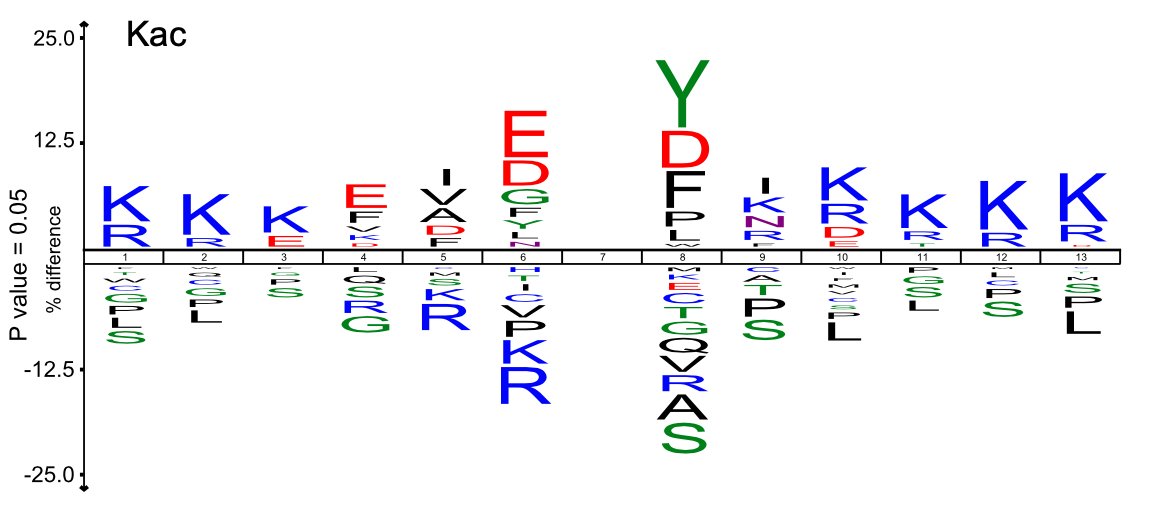 Kac
25.0
12.5
-12.5
-25.0
P value = 0.05
% difference
K K K E I E Y I K K K K
R R E F V D D K R R R R
V A G F N D T
K D F P R E
D F Y L F
L W
N
1 2 3 4 5 6 7 8 9 10 11 12 13
W Q P Q M T K A M G C M
C C S S S I E T V S P S
G G R K C C P C L S P
P P G R V T S S L
L L P G P
S K Q L
R V
R
A
S